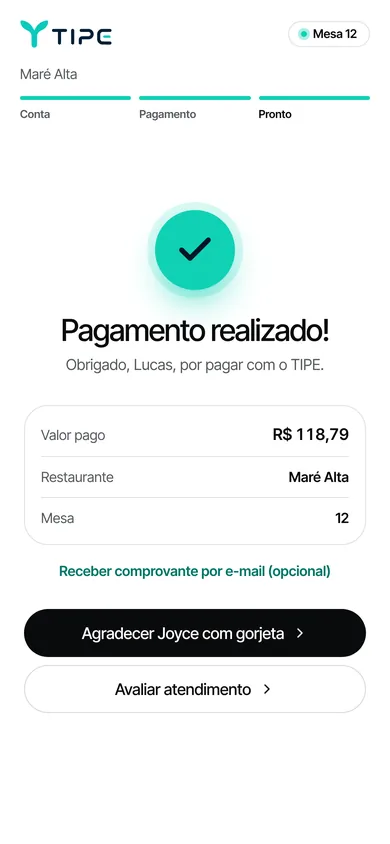 TIPE
Mesa 12
Maré Alta
Conta
Pagamento
Pronto
Pagamento realizado!
Obrigado, Lucas, por pagar com o TIPE.
Valor pago
R$ 118,79
Restaurante
Maré Alta
Mesa
12
Receber comprovante por e-mail (opcional)
Agradecer Joyce com gorjeta
Avaliar atendimento